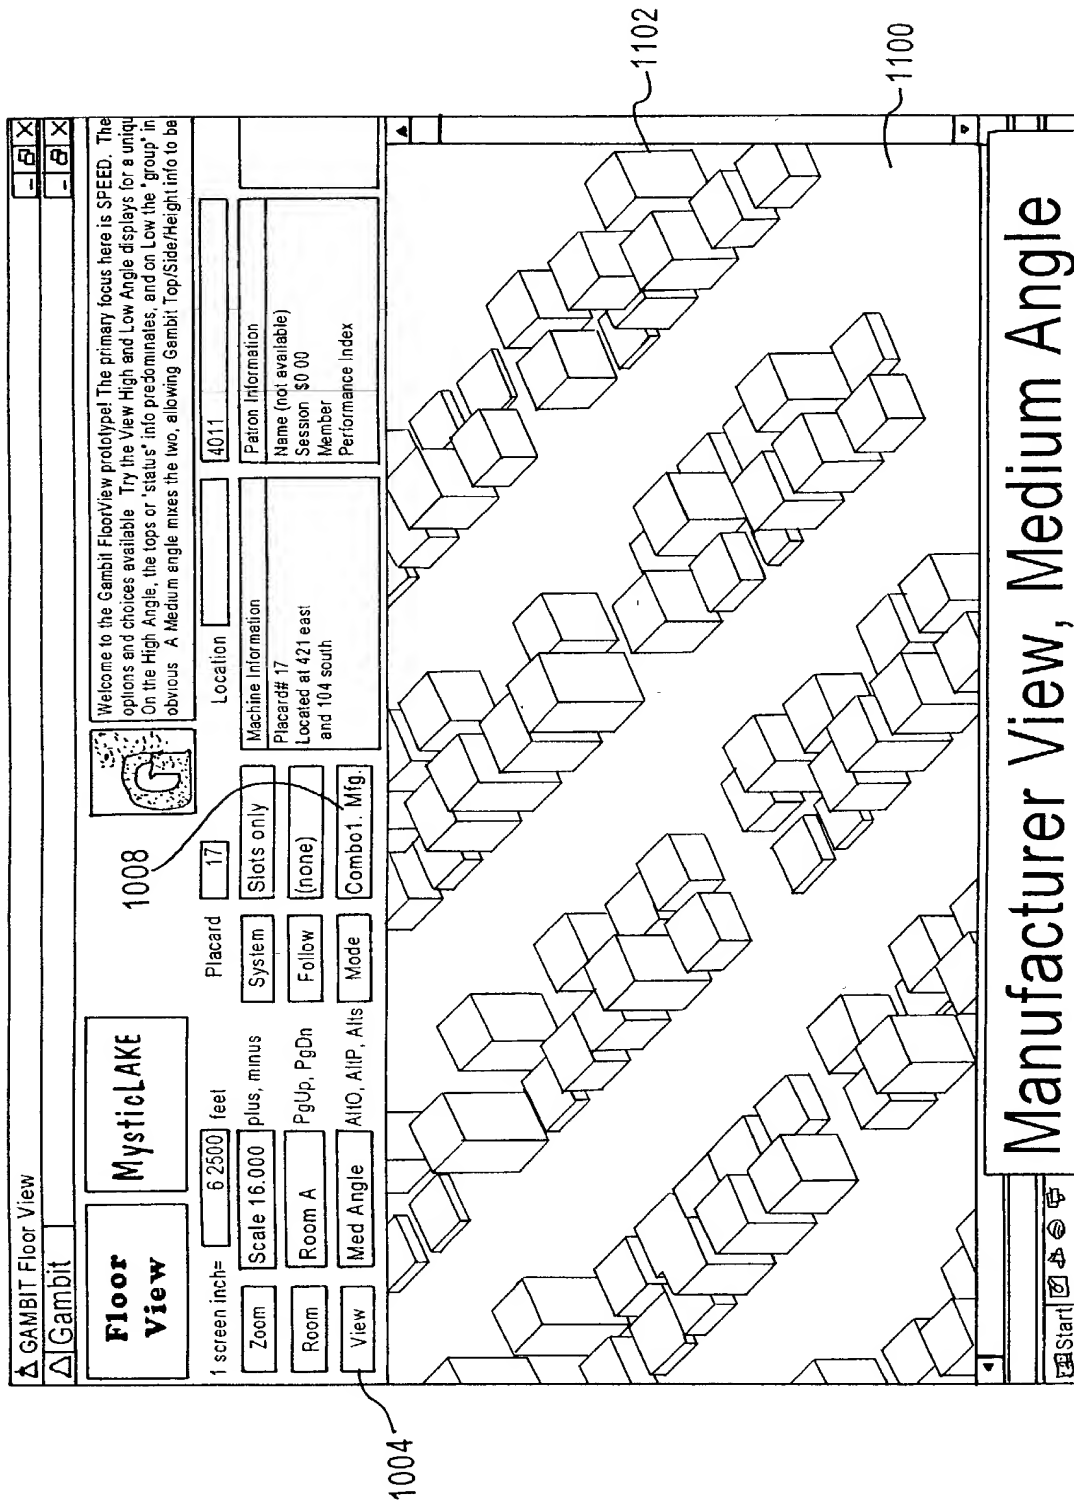 GAMBIT Floor View
Gambit
Floor
View
MysticLAKE
G
Welcome to the Gambit FloorView prototype! The primary focus here is SPEED. The
options and choices available Try the View High and Low Angle displays for a uniqu
On the High Angle, the tops or "status" info predominates, and on Low the "group" in
obvious A Medium angle mixes the two, allowing Gambit Top/Side/Height info to be
1008
1 screen inch= 6 2500 feet
Placard 17
Location 4011
Zoom Scale 16.000 plus, minus
System Slots only
Room Room A PgUp, PgDn
Follow (none)
View Med Angle AltO, AltP, Alts
Mode Combo1. Mfg.
Machine Information
Placard# 17
Located at 421 east
and 104 south
Patron Information
Name (not available)
Session $0 00
Member
Performance Index
1004
1102
1100
Start
Manufacturer View, Medium Angle